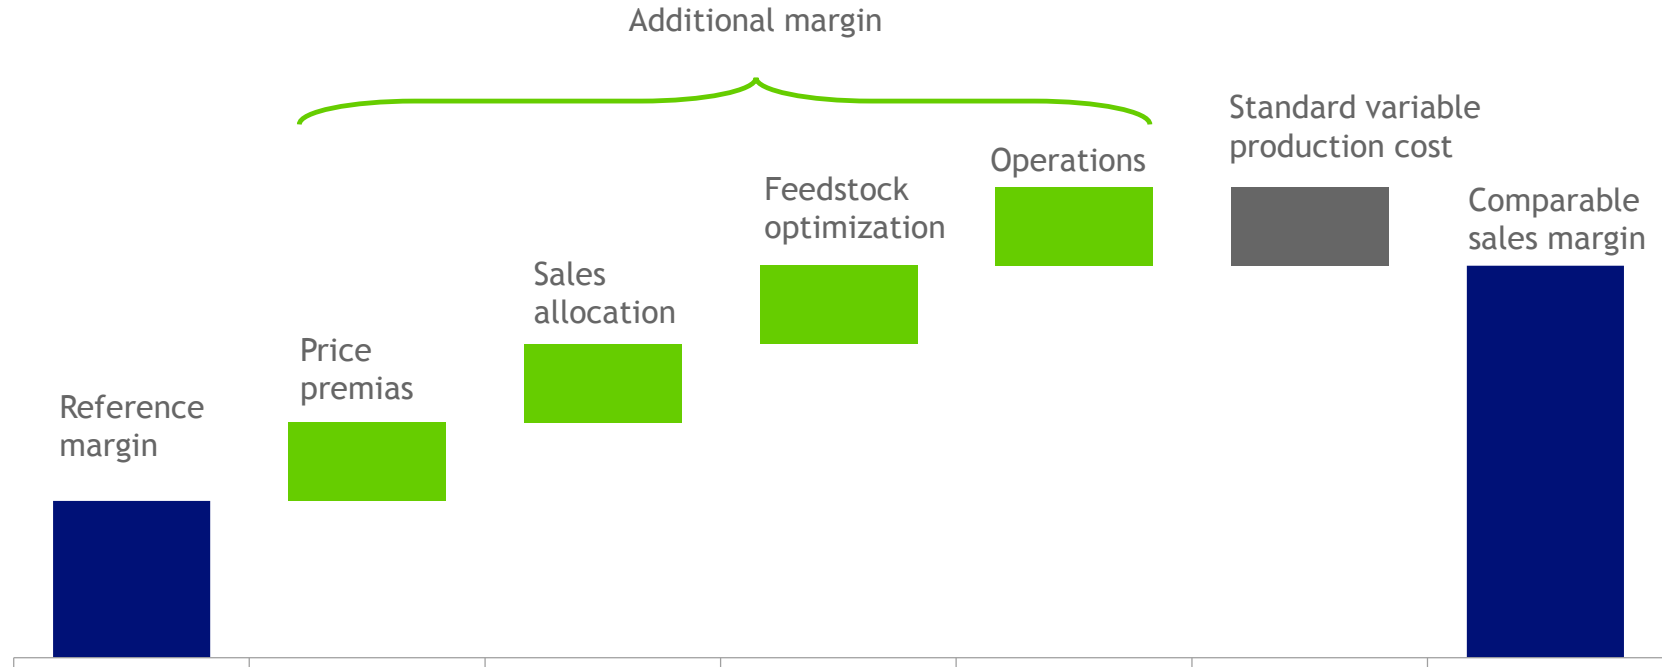 Additional margin
Standard variable
production cost
Operations
Feedstock
optimization
Comparable
sales margin
Sales
allocation
Price
premias
Reference
margin